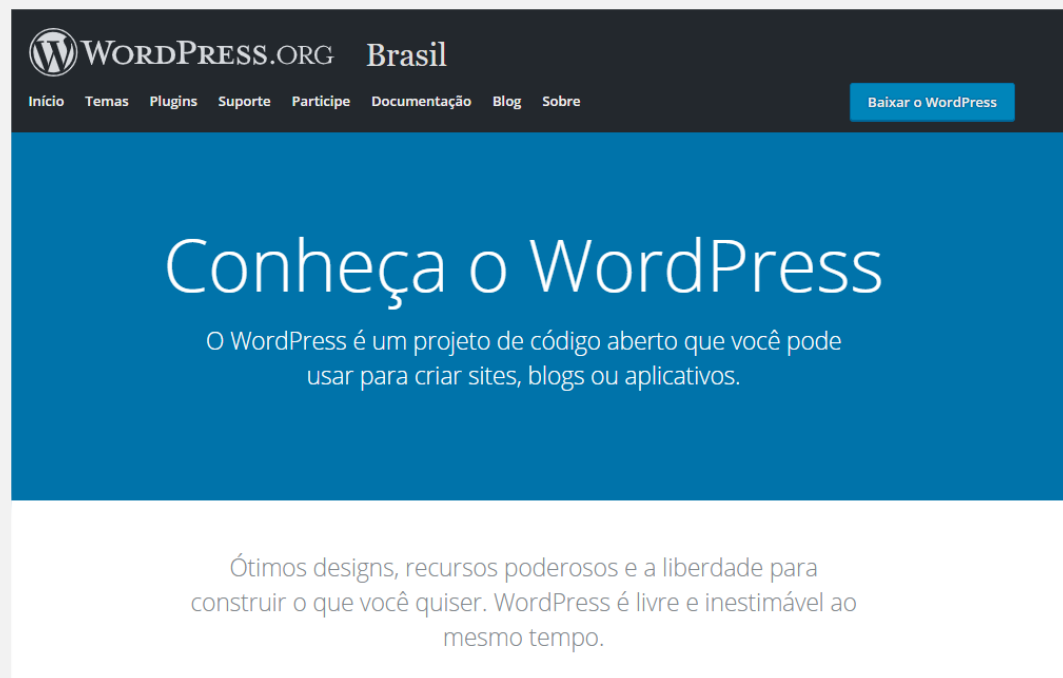 WORDPRESS.ORG Brasil
Início Temas Plugins Suporte Participe Documentação Blog Sobre Baixar o WordPress
Conheça o WordPress
O WordPress é um projeto de código aberto que você pode
usar para criar sites, blogs ou aplicativos.
Ótimos designs, recursos poderosos e a liberdade para
construir o que você quiser. WordPress é livre e inestimável ao
mesmo tempo.